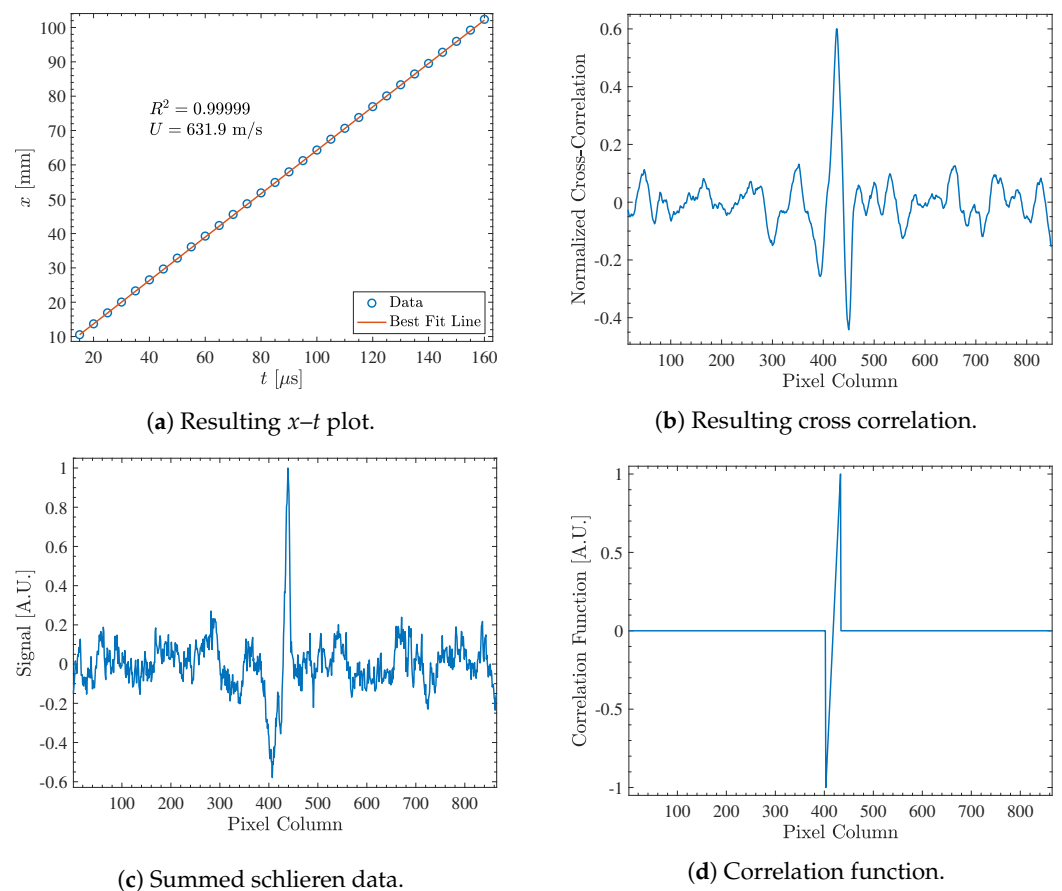 100
90
80
70
60
50
40
30
20
10
x [mm]
R² = 0.99999
U = 631.9 m/s
Data
Best Fit Line
20 40 60 80 100 120 140 160
t [μs]
(a) Resulting x–t plot.
0.6
0.4
0.2
0
-0.2
-0.4
Normalized Cross-Correlation
100 200 300 400 500 600 700 800
Pixel Column
(b) Resulting cross correlation.
1
0.8
0.6
0.4
0.2
0
-0.2
-0.4
-0.6
Signal [A.U.]
100 200 300 400 500 600 700 800
Pixel Column
(c) Summed schlieren data.
1
0.5
0
-0.5
-1
Correlation Function [A.U.]
100 200 300 400 500 600 700 800
Pixel Column
(d) Correlation function.